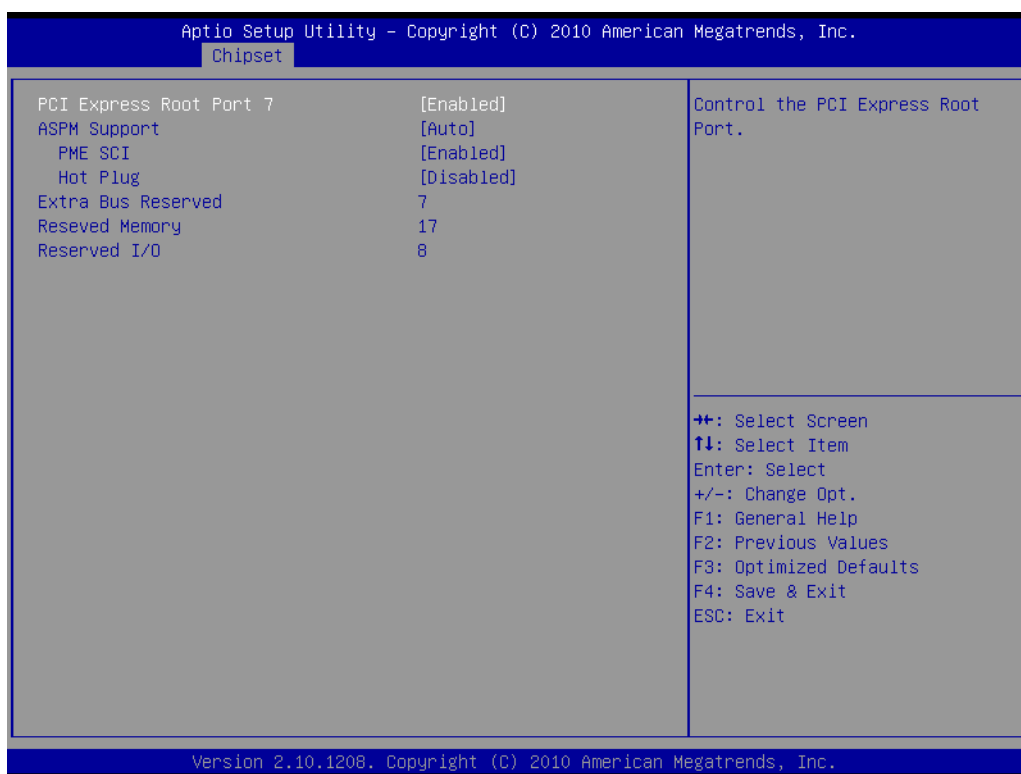 Aptio Setup Utility – Copyright (C) 2010 American Megatrends, Inc.
Chipset
PCI Express Root Port 7 [Enabled]
ASPM Support [Auto]
PME SCI [Enabled]
Hot Plug [Disabled]
Extra Bus Reserved 7
Reseved Memory 17
Reserved I/O 8
Control the PCI Express Root
Port.
→←: Select Screen
↑↓: Select Item
Enter: Select
+/-: Change Opt.
F1: General Help
F2: Previous Values
F3: Optimized Defaults
F4: Save & Exit
ESC: Exit
Version 2.10.1208. Copyright (C) 2010 American Megatrends, Inc.